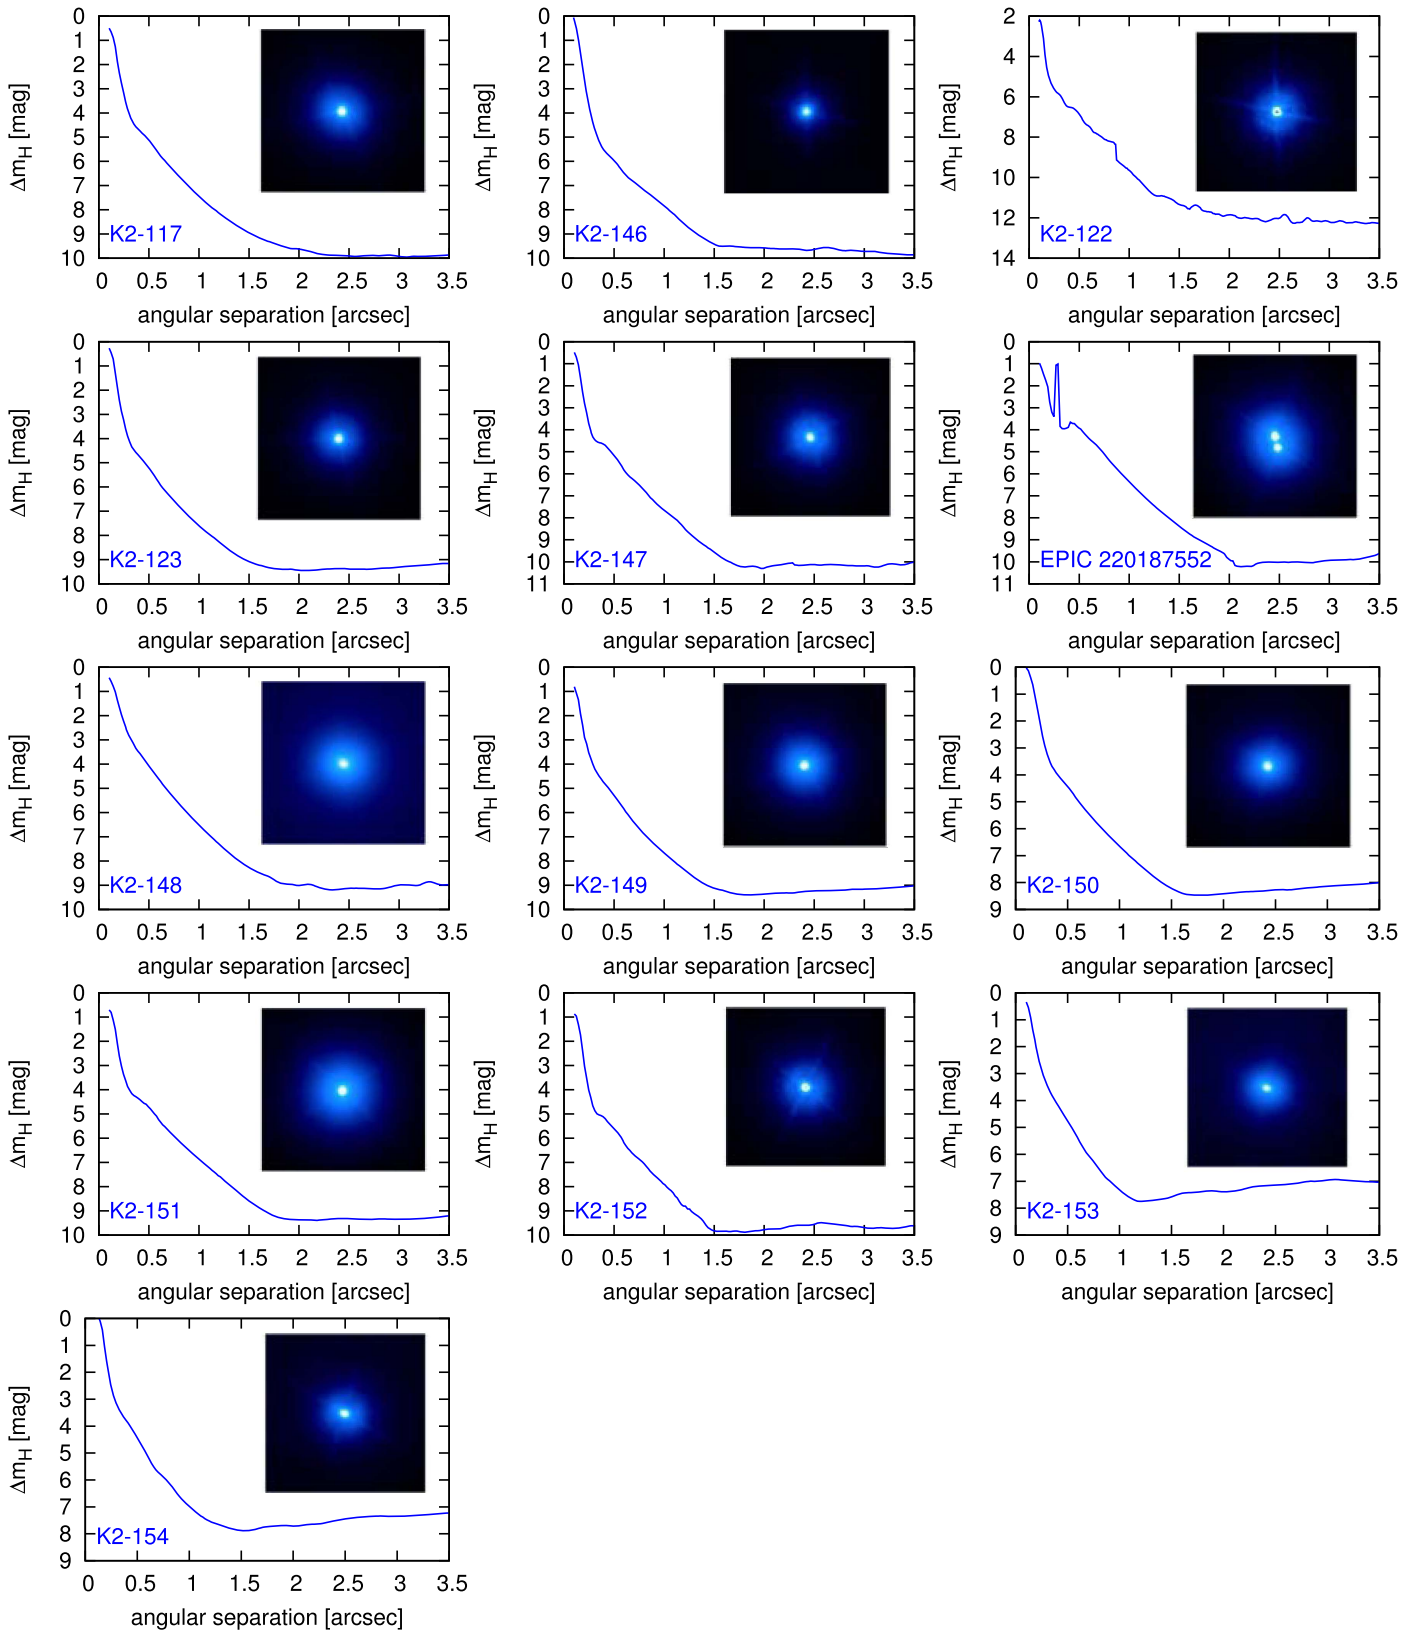 0
1
2
3
4
5
6
7
8
9
10
Δm_H [mag]
K2-117
0 0.5 1 1.5 2 2.5 3 3.5
angular separation [arcsec]
0
1
2
3
4
5
6
7
8
9
10
Δm_H [mag]
K2-146
0 0.5 1 1.5 2 2.5 3 3.5
angular separation [arcsec]
2
4
6
8
10
12
14
Δm_H [mag]
K2-122
0 0.5 1 1.5 2 2.5 3 3.5
angular separation [arcsec]
0
1
2
3
4
5
6
7
8
9
10
Δm_H [mag]
K2-123
0 0.5 1 1.5 2 2.5 3 3.5
angular separation [arcsec]
0
1
2
3
4
5
6
7
8
9
10
11
Δm_H [mag]
K2-147
0 0.5 1 1.5 2 2.5 3 3.5
angular separation [arcsec]
0
1
2
3
4
5
6
7
8
9
10
11
Δm_H [mag]
EPIC 220187552
0 0.5 1 1.5 2 2.5 3 3.5
angular separation [arcsec]
0
1
2
3
4
5
6
7
8
9
10
Δm_H [mag]
K2-148
0 0.5 1 1.5 2 2.5 3 3.5
angular separation [arcsec]
0
1
2
3
4
5
6
7
8
9
10
Δm_H [mag]
K2-149
0 0.5 1 1.5 2 2.5 3 3.5
angular separation [arcsec]
0
1
2
3
4
5
6
7
8
9
Δm_H [mag]
K2-150
0 0.5 1 1.5 2 2.5 3 3.5
angular separation [arcsec]
0
1
2
3
4
5
6
7
8
9
10
Δm_H [mag]
K2-151
0 0.5 1 1.5 2 2.5 3 3.5
angular separation [arcsec]
0
1
2
3
4
5
6
7
8
9
10
Δm_H [mag]
K2-152
0 0.5 1 1.5 2 2.5 3 3.5
angular separation [arcsec]
0
1
2
3
4
5
6
7
8
9
Δm_H [mag]
K2-153
0 0.5 1 1.5 2 2.5 3 3.5
angular separation [arcsec]
0
1
2
3
4
5
6
7
8
9
Δm_H [mag]
K2-154
0 0.5 1 1.5 2 2.5 3 3.5
angular separation [arcsec]